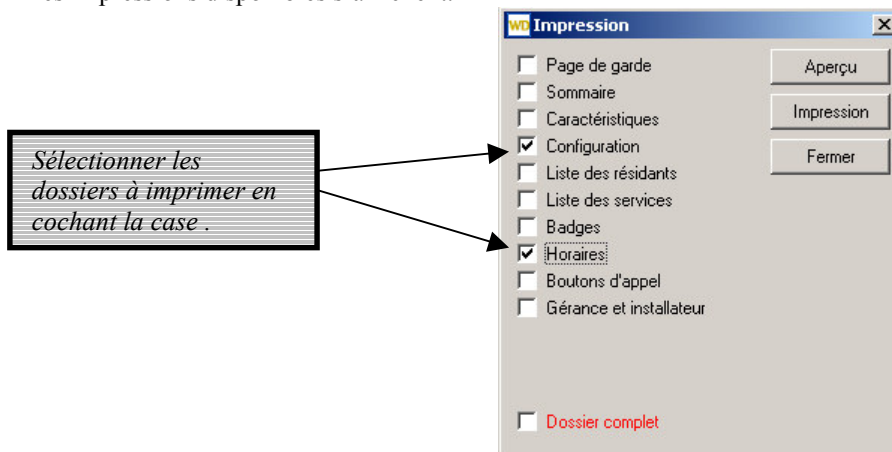 WD Impression
Page de garde
Aperçu
Sommaire
Caractéristiques
Impression
Configuration
Fermer
Liste des résidants
Liste des services
Badges
Horaires
Boutons d'appel
Gérance et installateur
Dossier complet
Sélectionner les
dossiers à imprimer en
cochant la case .